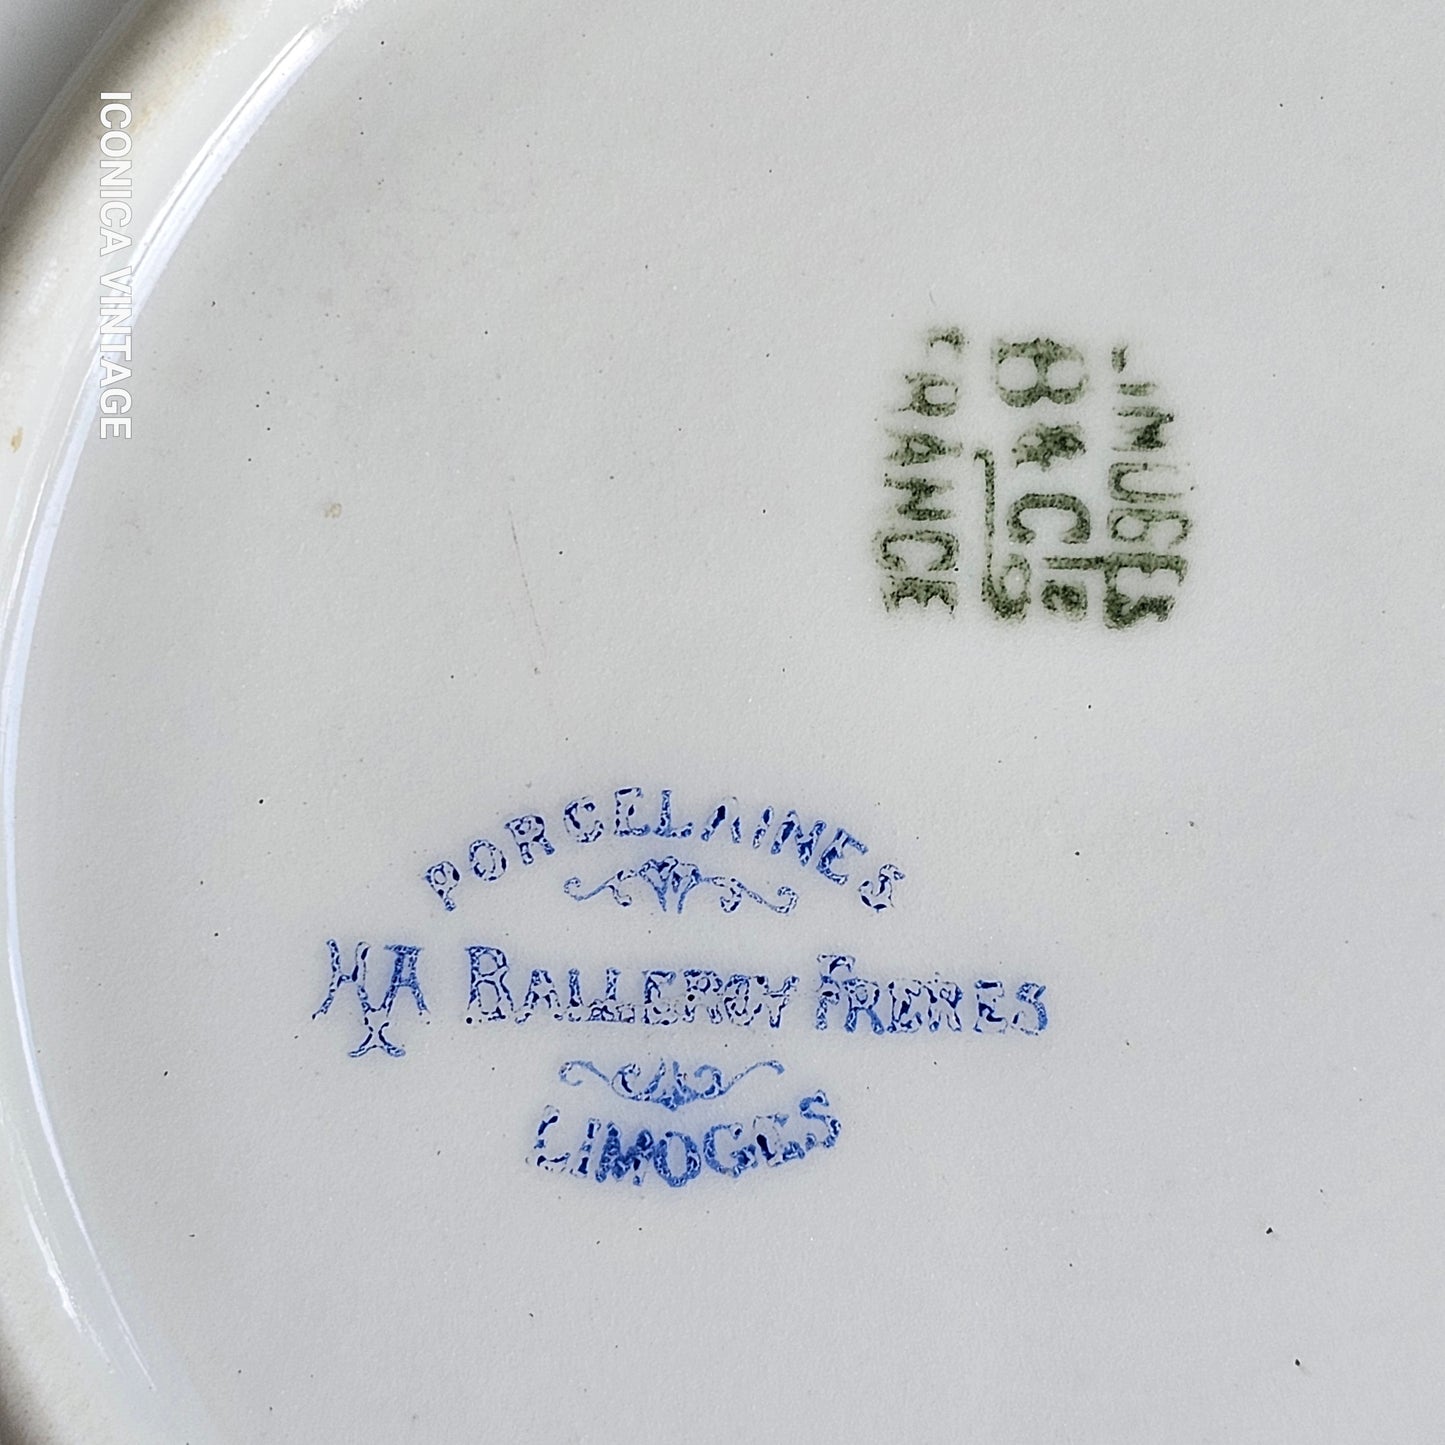 ICONICA VINTAGE
LIMOGES
B & Cie
FRANCE
PORCELAINES
HA BALLEROY FRERES
LIMOGES